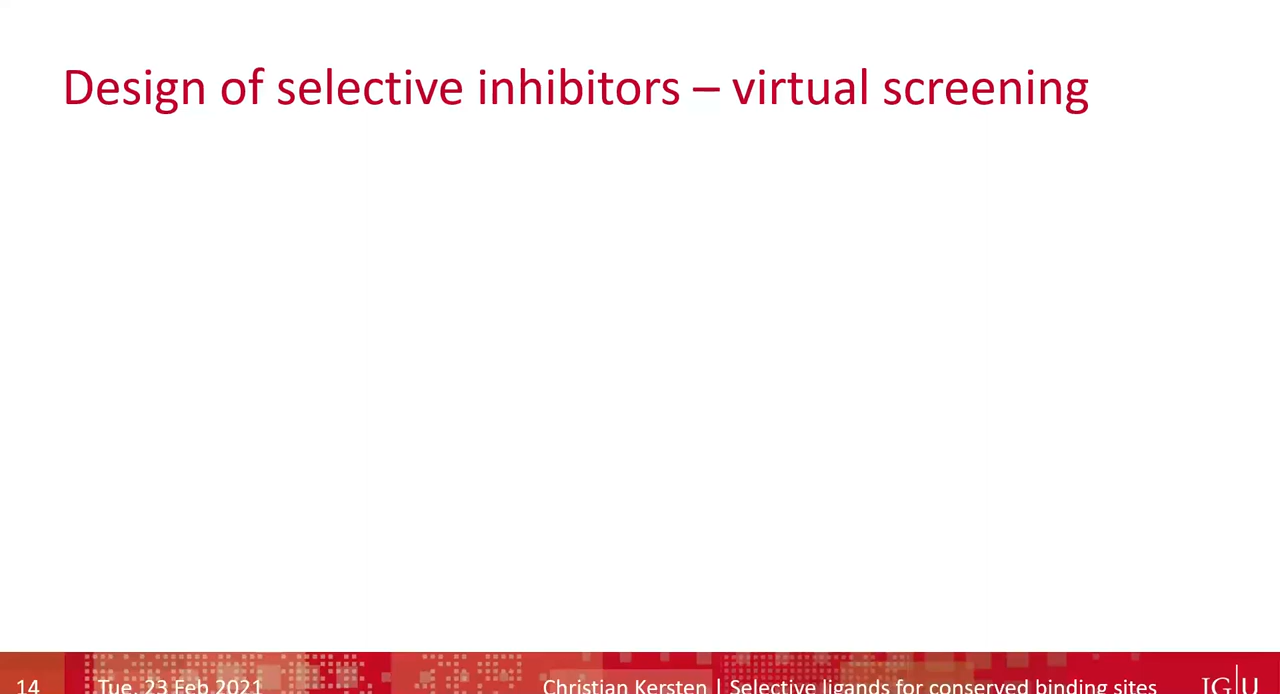 Design of selective inhibitors – virtual screening
14 Tue, 23 Feb 2021 Christian Kersten | Selective ligands for conserved binding sites JG|U